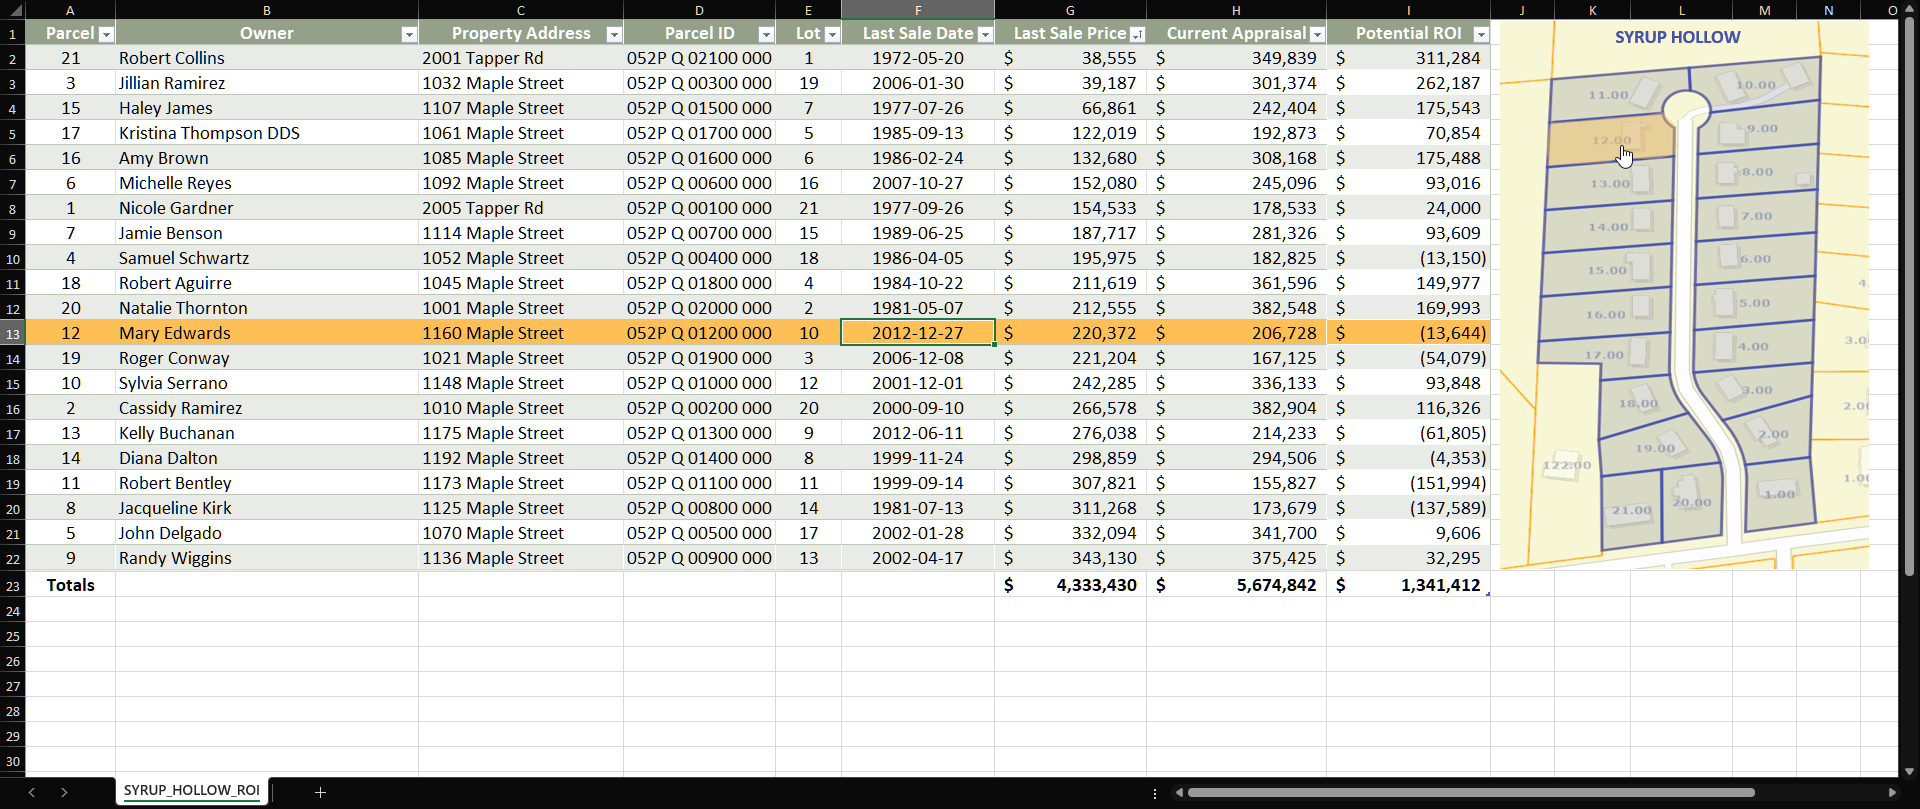 A B C D E F G H I J K L M N O
1 Parcel Owner Property Address Parcel ID Lot Last Sale Date Last Sale Price Current Appraisal Potential ROI
2 21 Robert Collins 2001 Tapper Rd 052P Q 02100 000 1 1972-05-20 $ 38,555 $ 349,839 $ 311,284
3 3 Jillian Ramirez 1032 Maple Street 052P Q 00300 000 19 2006-01-30 $ 39,187 $ 301,374 $ 262,187
4 15 Haley James 1107 Maple Street 052P Q 01500 000 7 1977-07-26 $ 66,861 $ 242,404 $ 175,543
5 17 Kristina Thompson DDS 1061 Maple Street 052P Q 01700 000 5 1985-09-13 $ 122,019 $ 192,873 $ 70,854
6 16 Amy Brown 1085 Maple Street 052P Q 01600 000 6 1986-02-24 $ 132,680 $ 308,168 $ 175,488
7 6 Michelle Reyes 1092 Maple Street 052P Q 00600 000 16 2007-10-27 $ 152,080 $ 245,096 $ 93,016
8 1 Nicole Gardner 2005 Tapper Rd 052P Q 00100 000 21 1977-09-26 $ 154,533 $ 178,533 $ 24,000
9 7 Jamie Benson 1114 Maple Street 052P Q 00700 000 15 1989-06-25 $ 187,717 $ 281,326 $ 93,609
10 4 Samuel Schwartz 1052 Maple Street 052P Q 00400 000 18 1986-04-05 $ 195,975 $ 182,825 $ (13,150)
11 18 Robert Aguirre 1045 Maple Street 052P Q 01800 000 4 1984-10-22 $ 211,619 $ 361,596 $ 149,977
12 20 Natalie Thornton 1001 Maple Street 052P Q 02000 000 2 1981-05-07 $ 212,555 $ 382,548 $ 169,993
13 12 Mary Edwards 1160 Maple Street 052P Q 01200 000 10 2012-12-27 $ 220,372 $ 206,728 $ (13,644)
14 19 Roger Conway 1021 Maple Street 052P Q 01900 000 3 2006-12-08 $ 221,204 $ 167,125 $ (54,079)
15 10 Sylvia Serrano 1148 Maple Street 052P Q 01000 000 12 2001-12-01 $ 242,285 $ 336,133 $ 93,848
16 2 Cassidy Ramirez 1010 Maple Street 052P Q 00200 000 20 2000-09-10 $ 266,578 $ 382,904 $ 116,326
17 13 Kelly Buchanan 1175 Maple Street 052P Q 01300 000 9 2012-06-11 $ 276,038 $ 214,233 $ (61,805)
18 14 Diana Dalton 1192 Maple Street 052P Q 01400 000 8 1999-11-24 $ 298,859 $ 294,506 $ (4,353)
19 11 Robert Bentley 1173 Maple Street 052P Q 01100 000 11 1999-09-14 $ 307,821 $ 155,827 $ (151,994)
20 8 Jacqueline Kirk 1125 Maple Street 052P Q 00800 000 14 1981-07-13 $ 311,268 $ 173,679 $ (137,589)
21 5 John Delgado 1070 Maple Street 052P Q 00500 000 17 2002-01-28 $ 332,094 $ 341,700 $ 9,606
22 9 Randy Wiggins 1136 Maple Street 052P Q 00900 000 13 2002-04-17 $ 343,130 $ 375,425 $ 32,295
23 Totals $ 4,333,430 $ 5,674,842 $ 1,341,412
24
25
26
27
28
29
30
SYRUP HOLLOW
10.00
11.00
9.00
12.00
8.00
13.00
7.00
14.00
6.00
15.00
5.00
16.00
4.00
17.00
3.00
18.00
2.00
19.00
122.00
1.00
20.00
21.00
SYRUP_HOLLOW_ROI